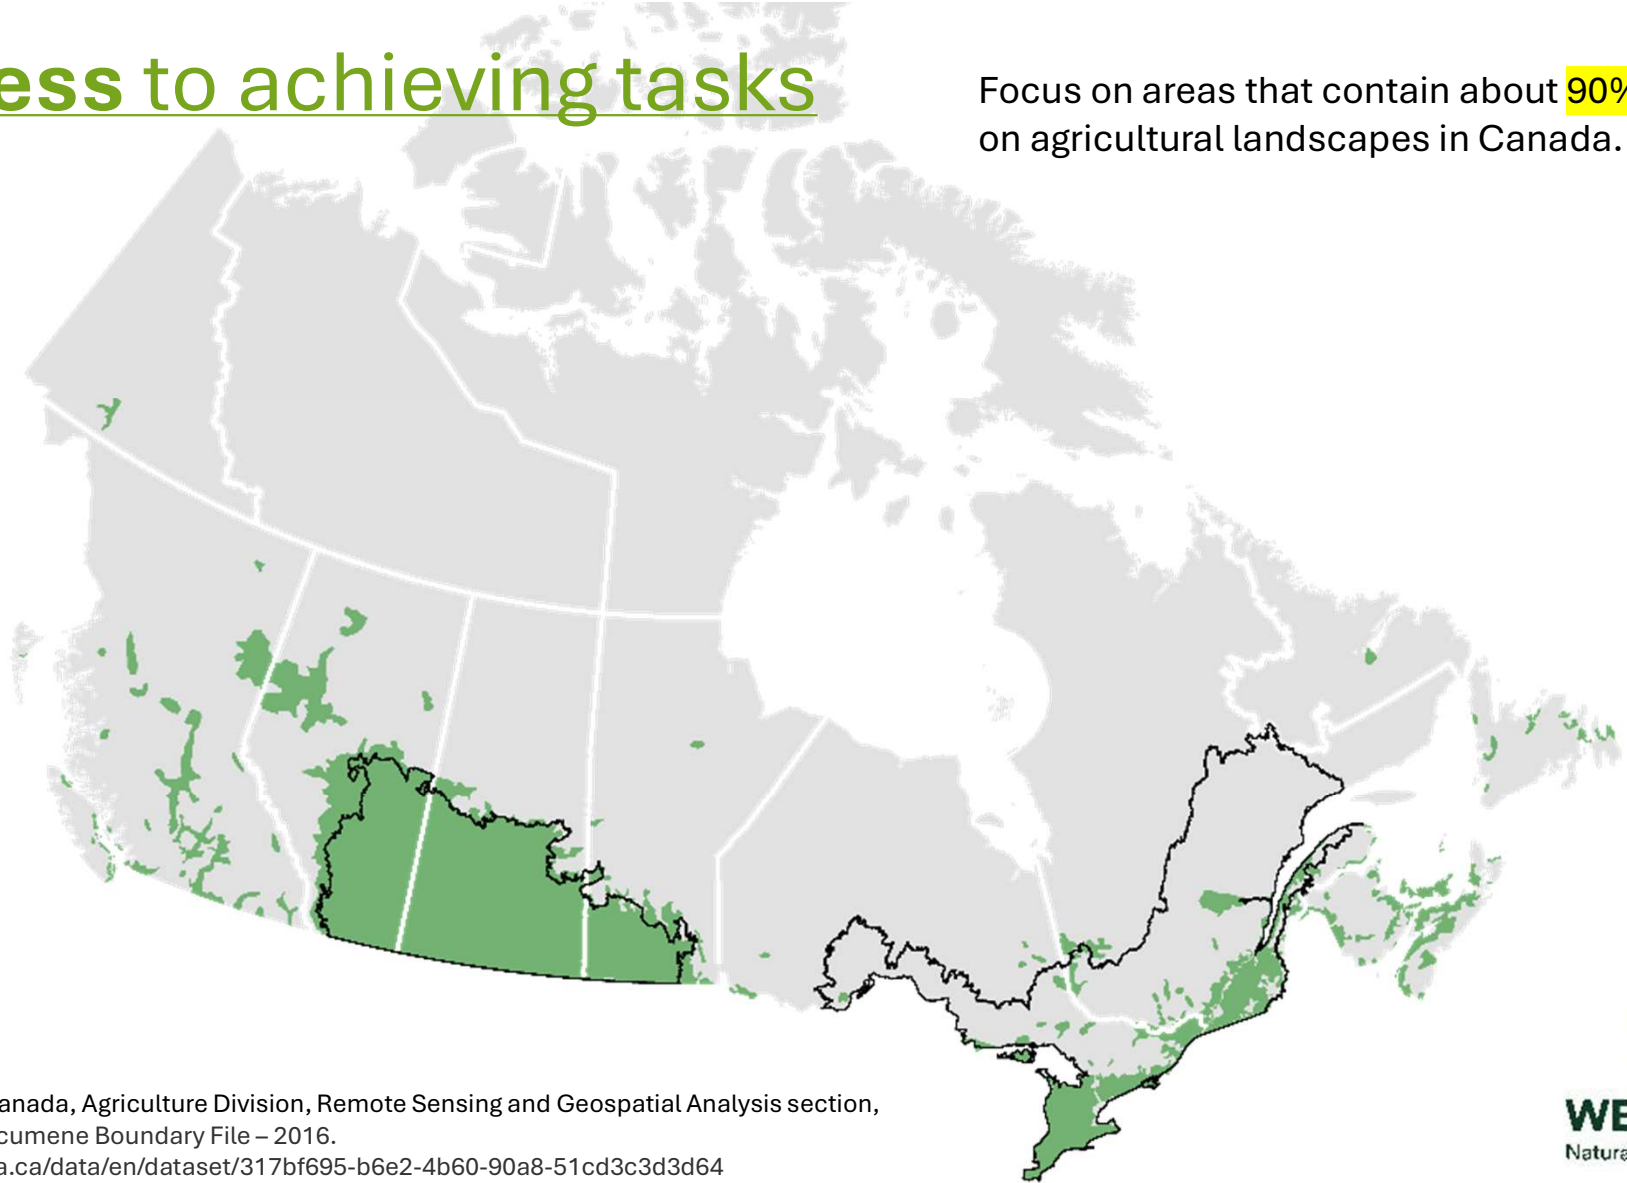 ess to achieving tasks
Focus on areas that contain about 90%
on agricultural landscapes in Canada.
anada, Agriculture Division, Remote Sensing and Geospatial Analysis section,
cumene Boundary File – 2016.
a.ca/data/en/dataset/317bf695-b6e2-4b60-90a8-51cd3c3d3d64
WE
Natura